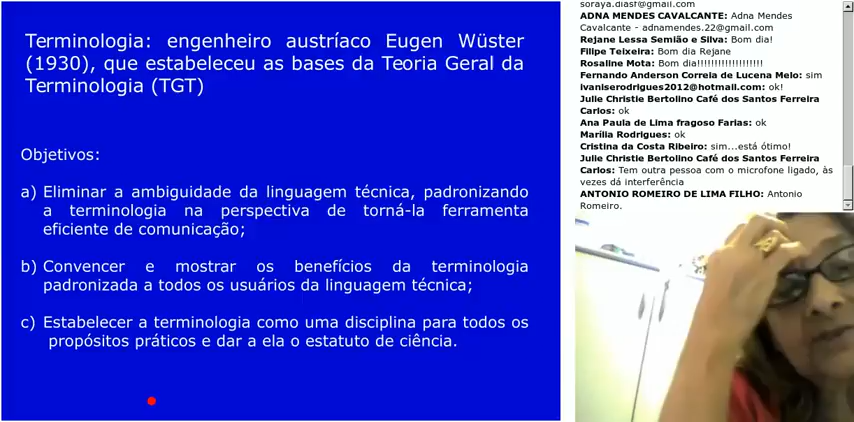 Terminologia: engenheiro austríaco Eugen Wüster
(1930), que estabeleceu as bases da Teoria Geral da
Terminologia (TGT)
Objetivos:
a) Eliminar a ambiguidade da linguagem técnica, padronizando
a terminologia na perspectiva de torná-la ferramenta
eficiente de comunicação;
b) Convencer e mostrar os benefícios da terminologia
padronizada a todos os usuários da linguagem técnica;
c) Estabelecer a terminologia como uma disciplina para todos os
propósitos práticos e dar a ela o estatuto de ciência.
soraya.diasf@gmail.com
ADNA MENDES CAVALCANTE: Adna Mendes
Cavalcante - adnamendes.22@gmail.com
Rejane Lessa Semião e Silva: Bom dia!
Filipe Teixeira: Bom dia Rejane
Rosaline Mota: Bom dia!!!!!!!!!!!!!!!!!!!
Fernando Anderson Correia de Lucena Melo: sim
ivaniserodrigues2012@hotmail.com: ok!
Julie Christie Bertolino Café dos Santos Ferreira
Carlos: ok
Ana Paula de Lima fragoso Farias: ok
Marília Rodrigues: ok
Cristina da Costa Ribeiro: sim...está ótimo!
Julie Christie Bertolino Café dos Santos Ferreira
Carlos: Tem outra pessoa com o microfone ligado, às
vezes dá interferência
ANTONIO ROMEIRO DE LIMA FILHO: Antonio
Romeiro.